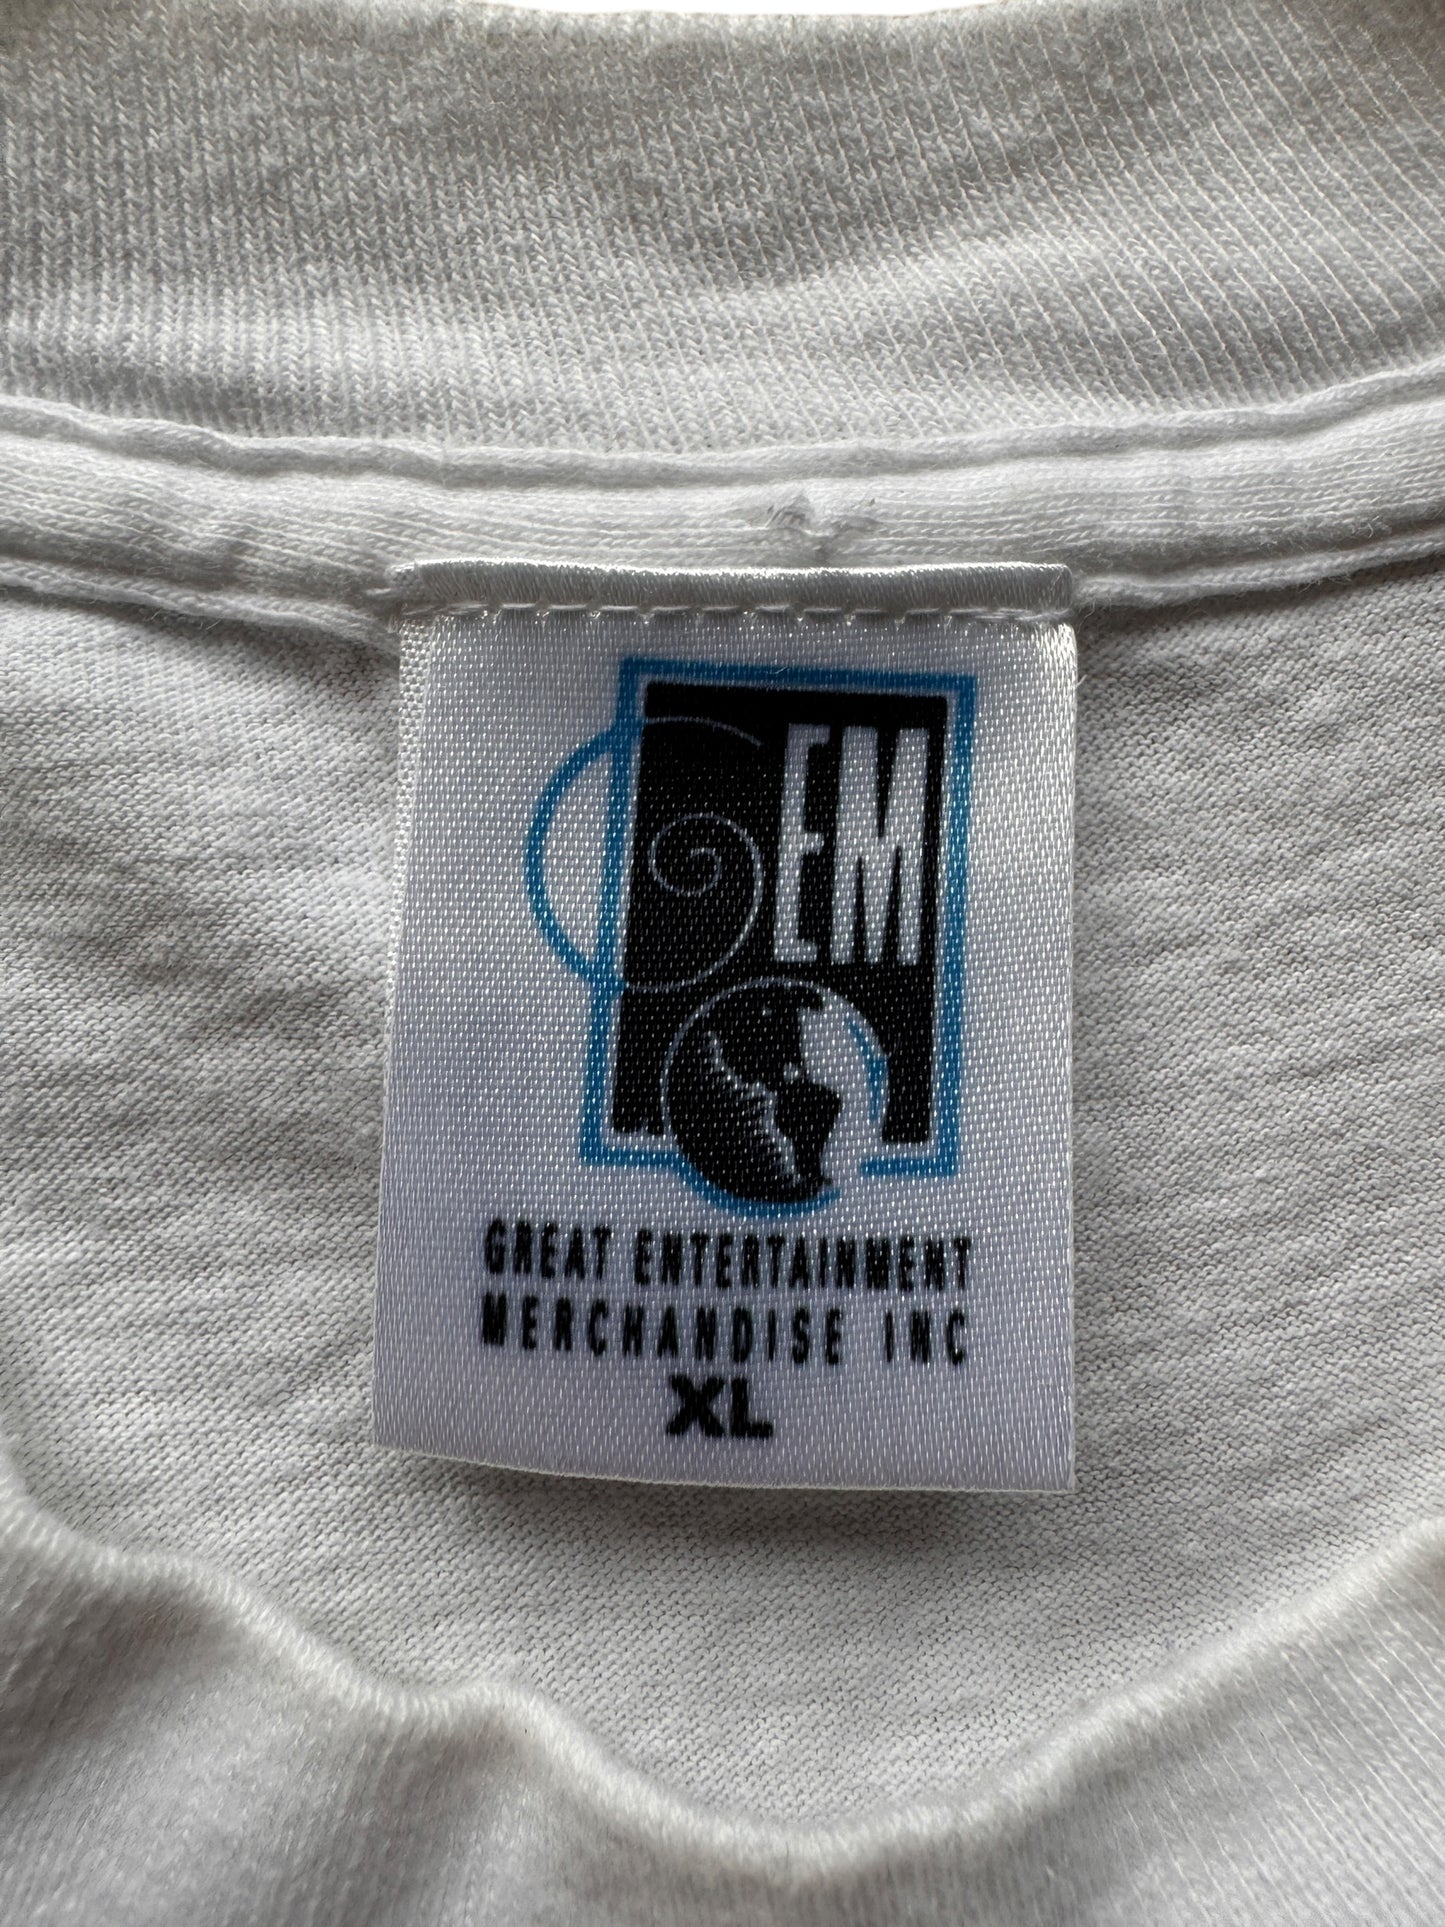 GEM
GREAT ENTERTAINMENT
MERCHANDISE INC
XL